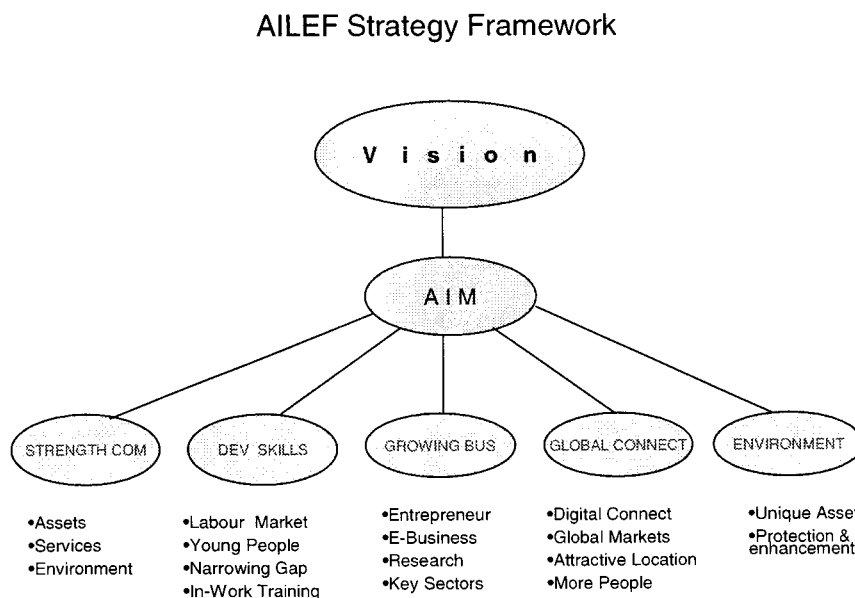 AILEF Strategy Framework
Vision
AIM
STRENGTH COM
DEV SKILLS
GROWING BUS
GLOBAL CONNECT
ENVIRONMENT
•Assets
•Services
•Environment
•Labour Market
•Young People
•Narrowing Gap
•In-Work Training
•Entrepreneur
•E-Business
•Research
•Key Sectors
•Digital Connect
•Global Markets
•Attractive Location
•More People
•Unique Asset
•Protection &
enhancement